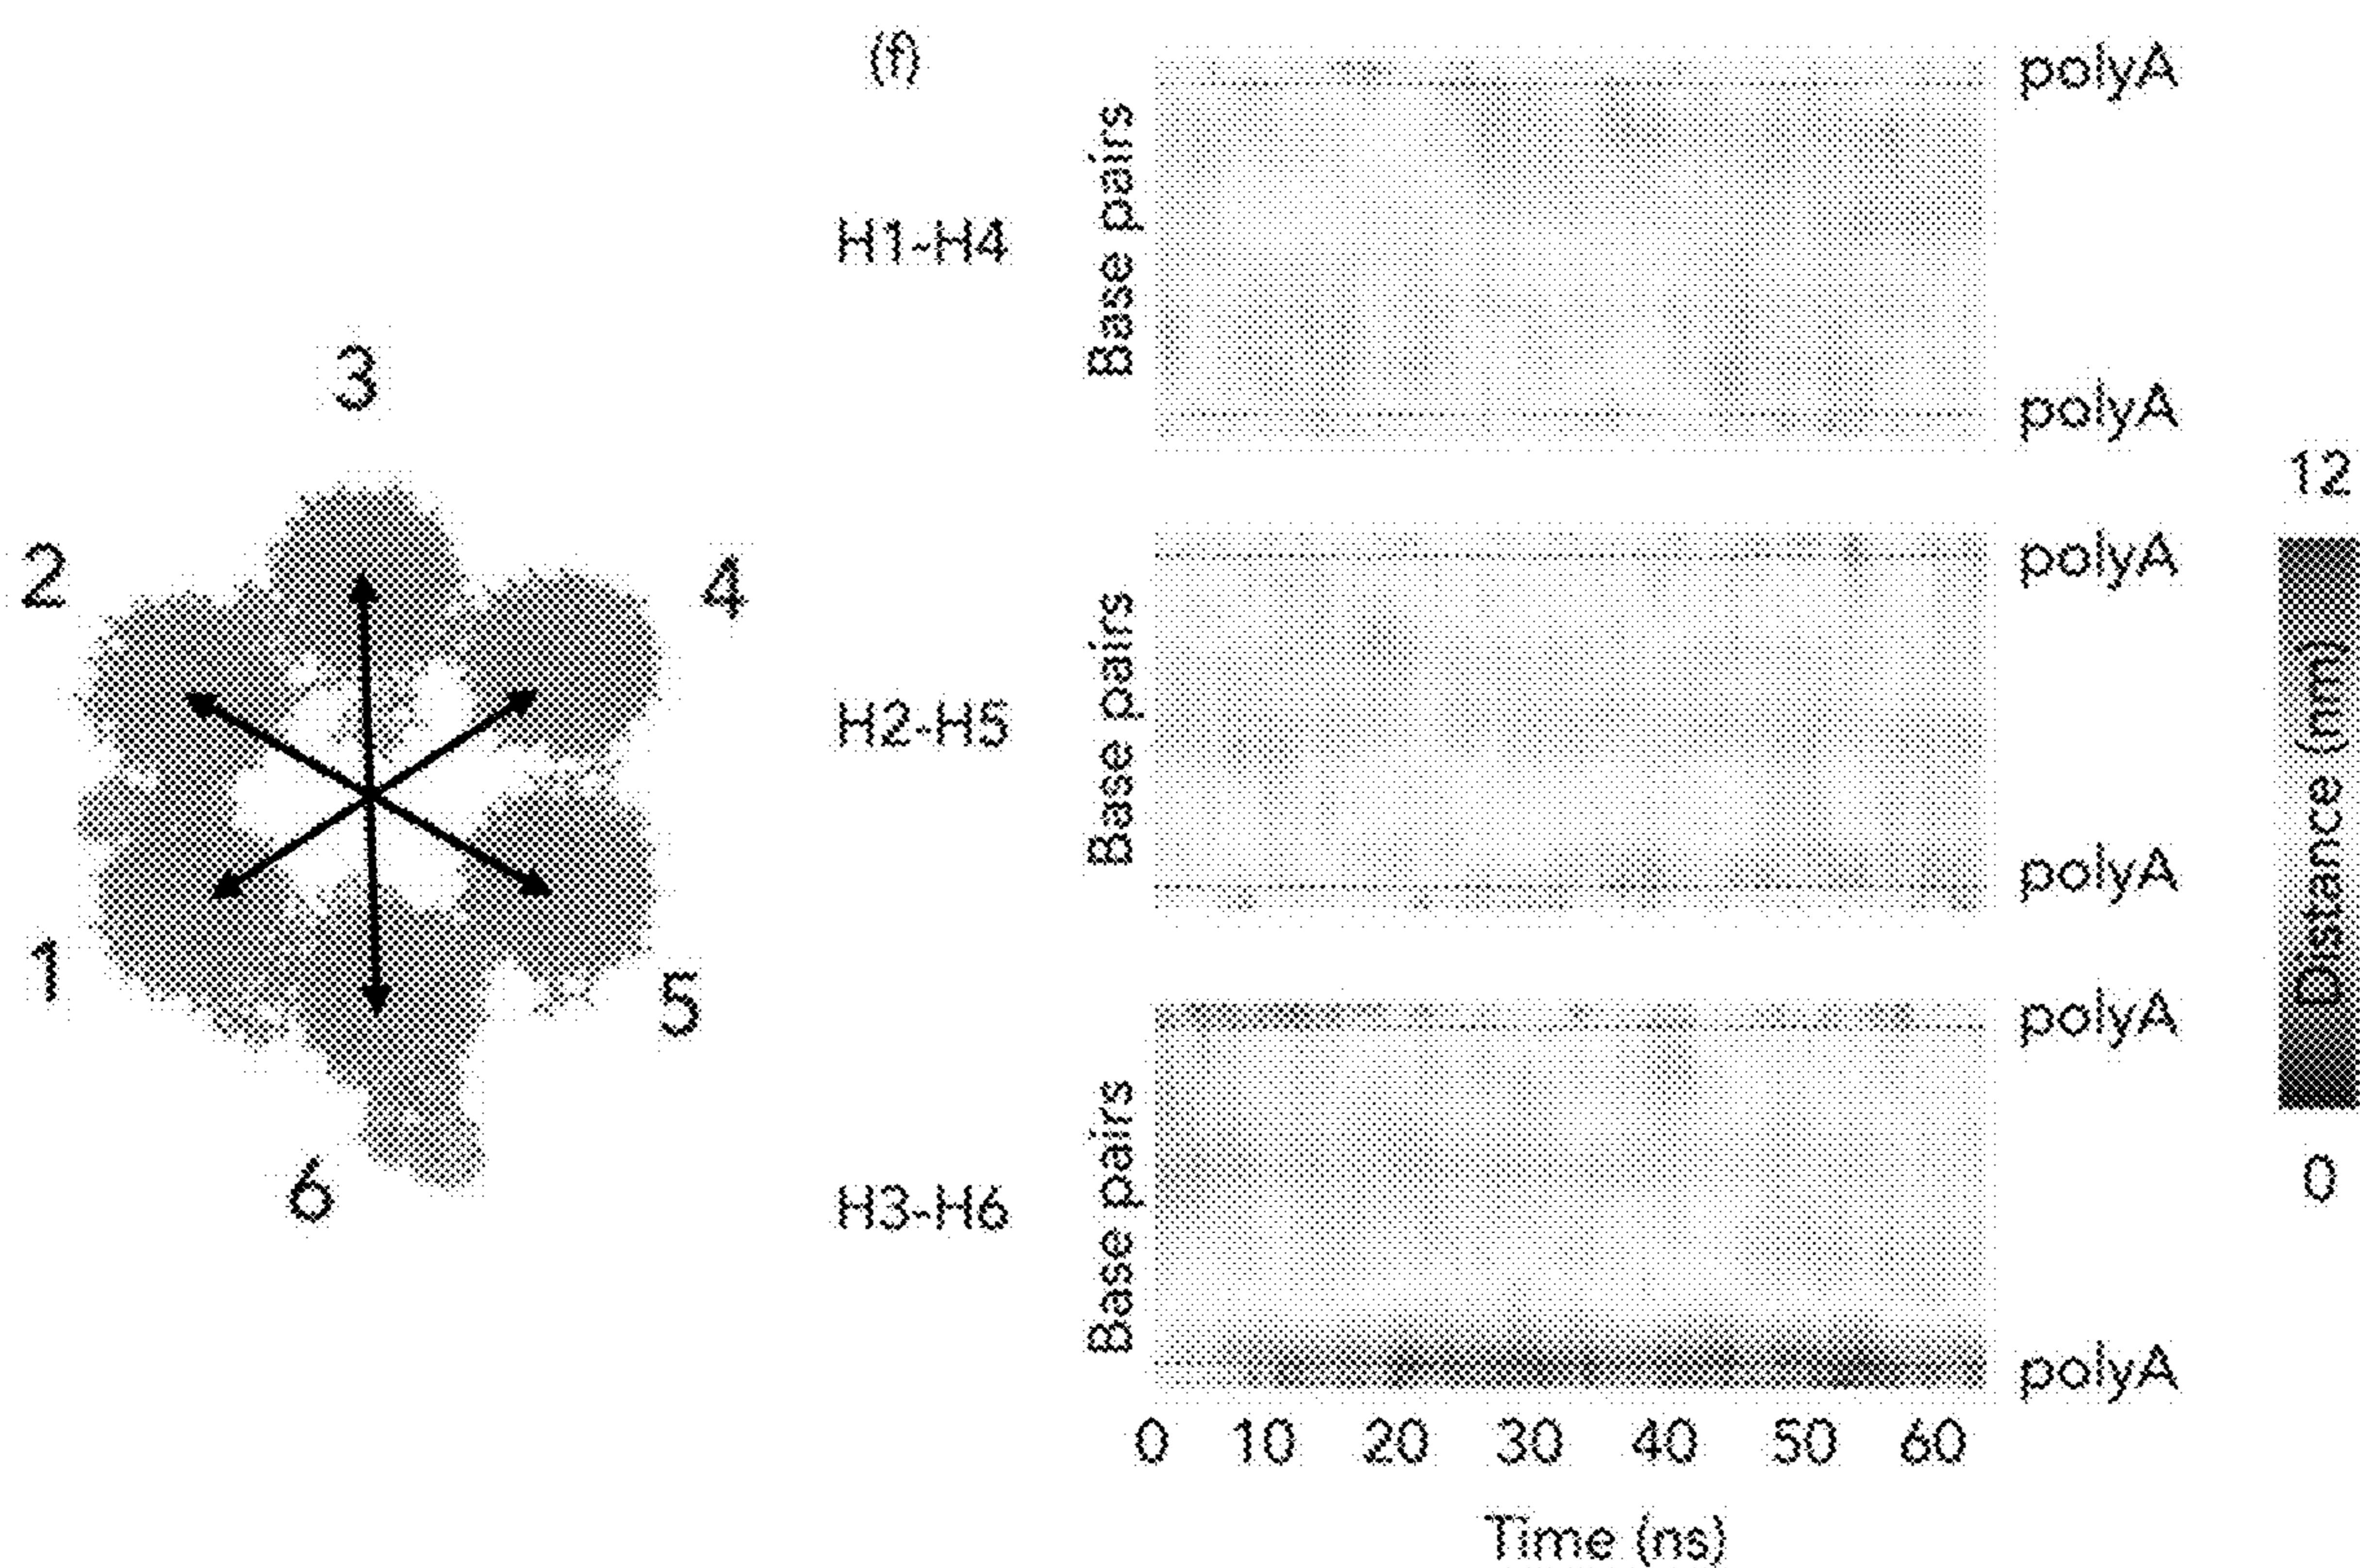 3
2
4
1
5
6
(f)
H1-H4
Base pairs
polyA
polyA
H2-H5
Base pairs
polyA
polyA
H3-H6
Base pairs
polyA
polyA
0 10 20 30 40 50 60
Time (ns)
12
Distance (nm)
0